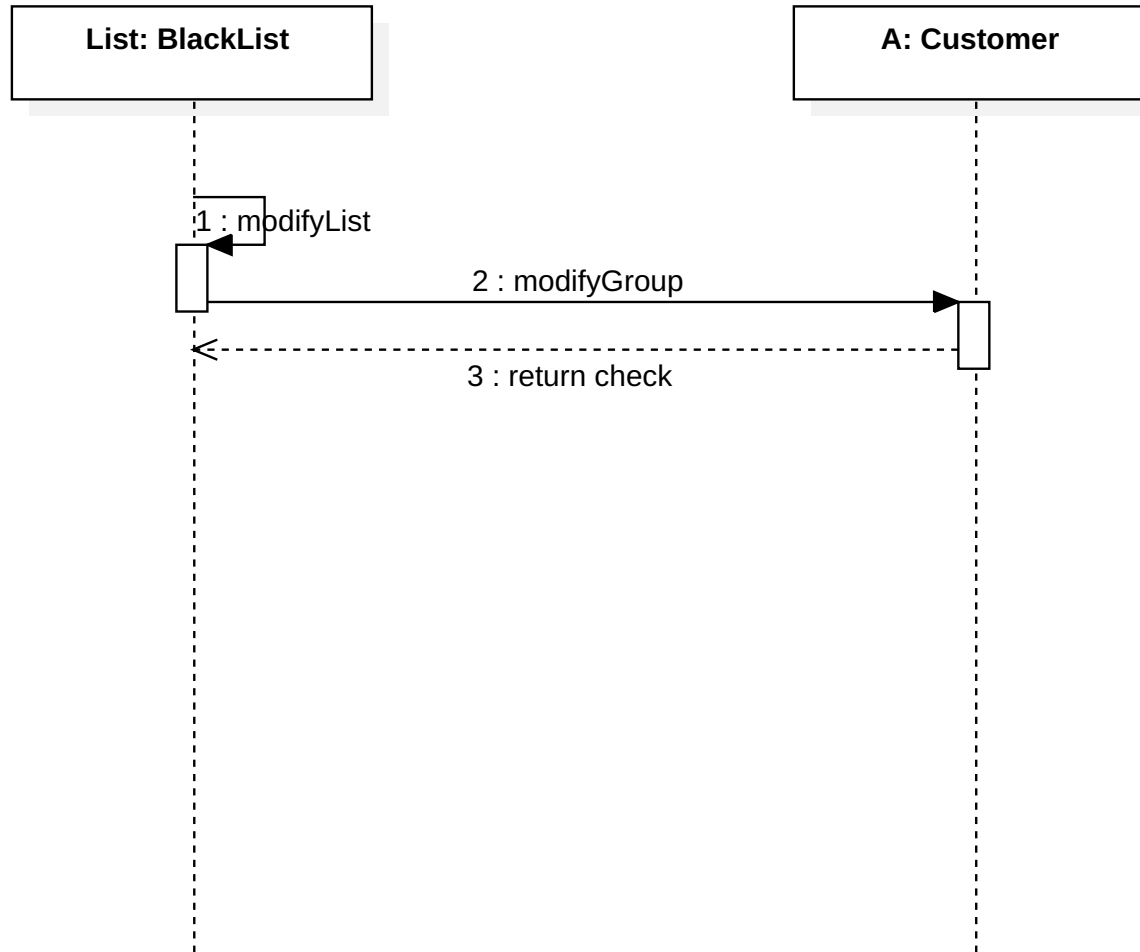 List: BlackList
A: Customer
1 : modifyList
2 : modifyGroup
3 : return check